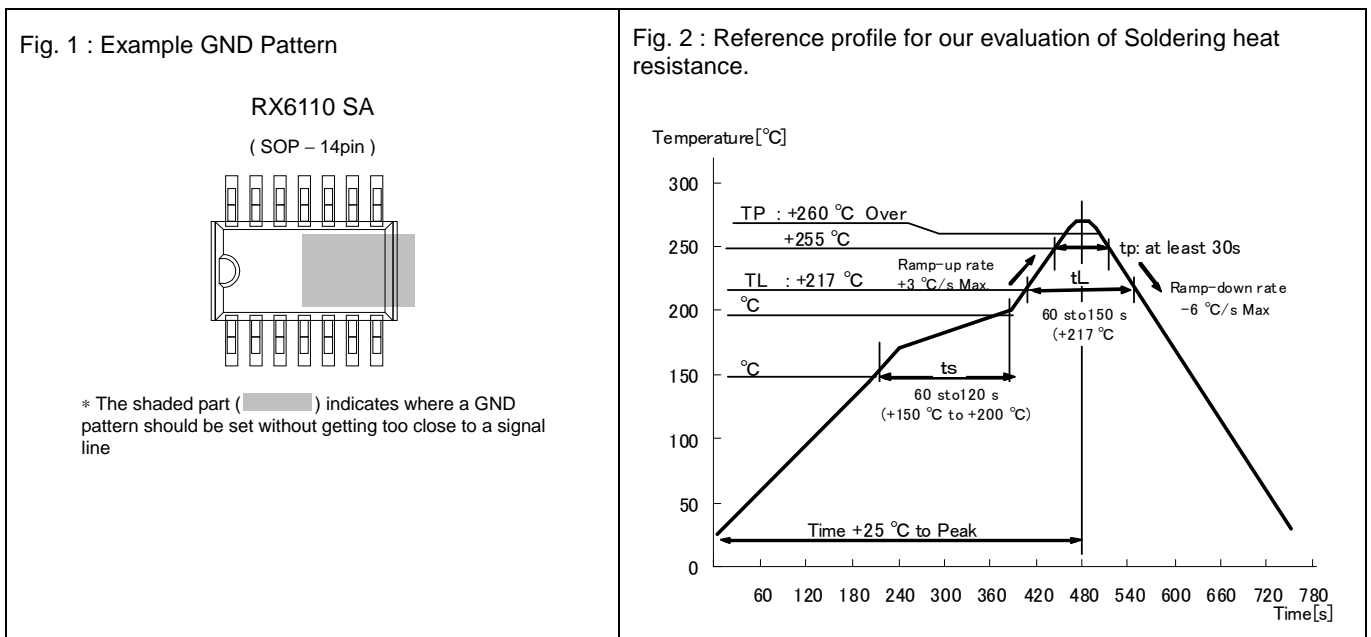 Fig. 1 : Example GND Pattern
RX6110 SA
( SOP – 14pin )
* The shaded part ( ) indicates where a GND
pattern should be set without getting too close to a signal
line
Fig. 2 : Reference profile for our evaluation of Soldering heat
resistance.
Temperature[°C]
300
TP : +260 °C Over
+255 °C
250
tp: at least 30s
Ramp-up rate
+3 °C/s Max.
TL : +217 °C
tL
Ramp-down rate
-6 °C/s Max
°C
200
60 sto150 s
(+217 °C
°C
150
ts
60 sto120 s
(+150 °C to +200 °C)
100
50
Time +25 °C to Peak
0
60 120 180 240 300 360 420 480 540 600 660 720 780
Time[s]